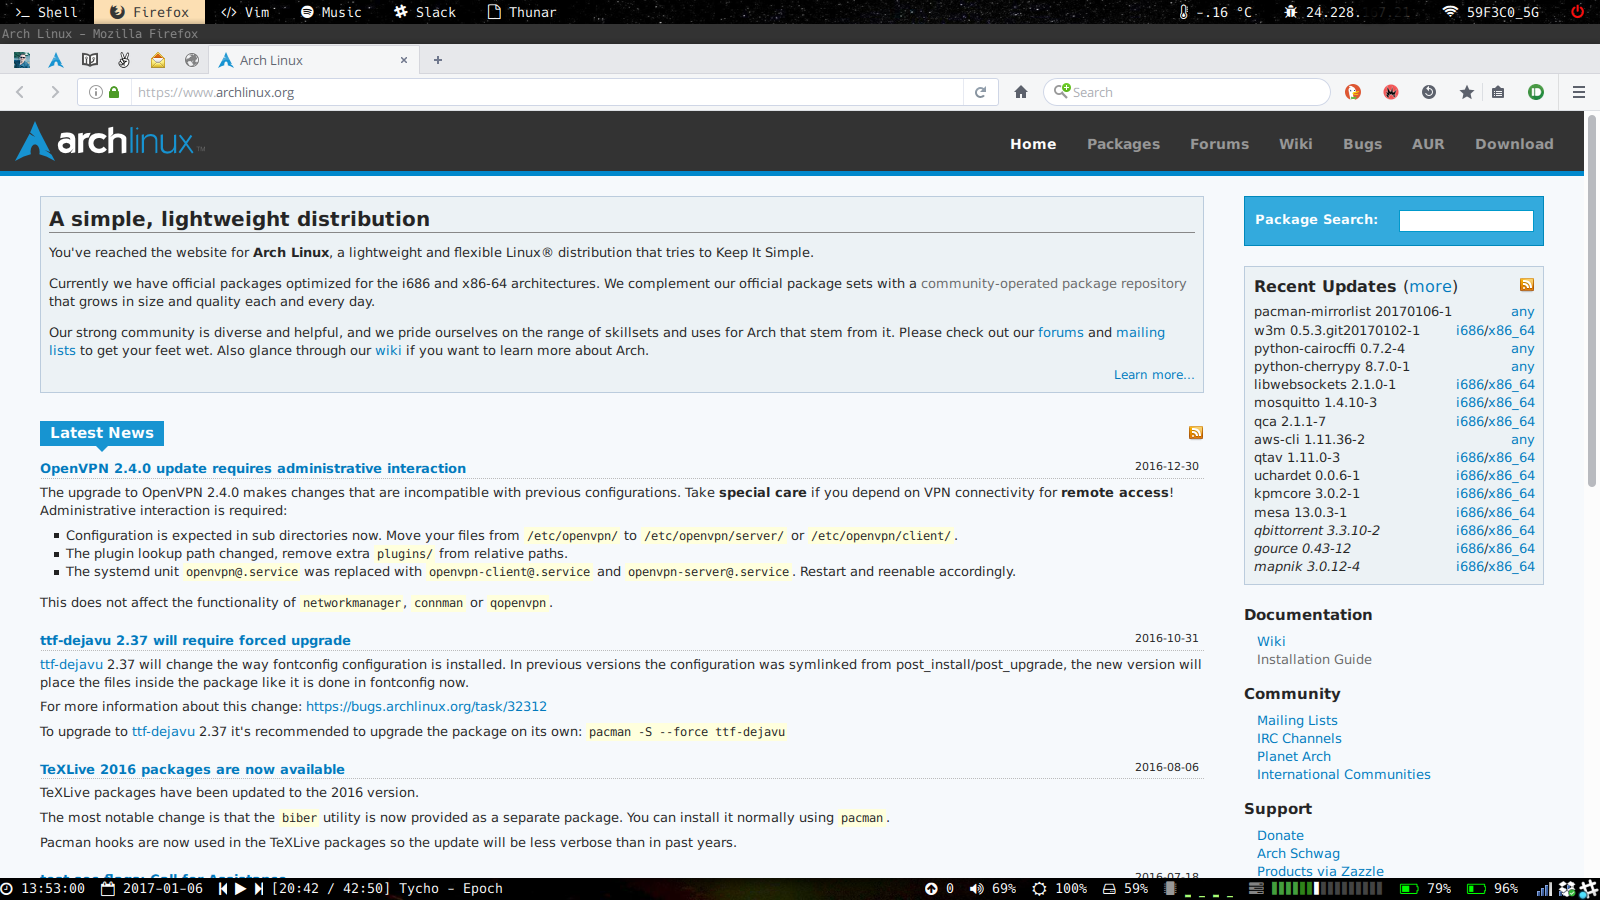 Shell Firefox Vim Music Slack Thunar -.16 °C 24.228. 59F3C0_5G
Arch Linux - Mozilla Firefox
Arch Linux
https://www.archlinux.org Search
archlinux™ Home Packages Forums Wiki Bugs AUR Download
A simple, lightweight distribution
You've reached the website for Arch Linux, a lightweight and flexible Linux® distribution that tries to Keep It Simple.
Currently we have official packages optimized for the i686 and x86-64 architectures. We complement our official package sets with a community-operated package repository
that grows in size and quality each and every day.
Our strong community is diverse and helpful, and we pride ourselves on the range of skillsets and uses for Arch that stem from it. Please check out our forums and mailing
lists to get your feet wet. Also glance through our wiki if you want to learn more about Arch.
Learn more...
Latest News
OpenVPN 2.4.0 update requires administrative interaction 2016-12-30
The upgrade to OpenVPN 2.4.0 makes changes that are incompatible with previous configurations. Take special care if you depend on VPN connectivity for remote access!
Administrative interaction is required:
Configuration is expected in sub directories now. Move your files from /etc/openvpn/ to /etc/openvpn/server/ or /etc/openvpn/client/.
The plugin lookup path changed, remove extra plugins/ from relative paths.
The systemd unit openvpn@.service was replaced with openvpn-client@.service and openvpn-server@.service. Restart and reenable accordingly.
This does not affect the functionality of networkmanager, connman or qopenvpn.
ttf-dejavu 2.37 will require forced upgrade 2016-10-31
ttf-dejavu 2.37 will change the way fontconfig configuration is installed. In previous versions the configuration was symlinked from post_install/post_upgrade, the new version will
place the files inside the package like it is done in fontconfig now.
For more information about this change: https://bugs.archlinux.org/task/32312
To upgrade to ttf-dejavu 2.37 it's recommended to upgrade the package on its own: pacman -S --force ttf-dejavu
TeXLive 2016 packages are now available 2016-08-06
TeXLive packages have been updated to the 2016 version.
The most notable change is that the biber utility is now provided as a separate package. You can install it normally using pacman.
Pacman hooks are now used in the TeXLive packages so the update will be less verbose than in past years.
Call for Assistance 2016-07-18
Package Search:
Recent Updates (more)
pacman-mirrorlist 20170106-1 any
w3m 0.5.3.git20170102-1 i686/x86_64
python-cairocffi 0.7.2-4 any
python-cherrypy 8.7.0-1 any
libwebsockets 2.1.0-1 i686/x86_64
mosquitto 1.4.10-3 i686/x86_64
qca 2.1.1-7 i686/x86_64
aws-cli 1.11.36-2 any
qtav 1.11.0-3 i686/x86_64
uchardet 0.0.6-1 i686/x86_64
kpmcore 3.0.2-1 i686/x86_64
mesa 13.0.3-1 i686/x86_64
qbittorrent 3.3.10-2 i686/x86_64
gource 0.43-12 i686/x86_64
mapnik 3.0.12-4 i686/x86_64
Documentation
Wiki
Installation Guide
Community
Mailing Lists
IRC Channels
Planet Arch
International Communities
Support
Donate
Arch Schwag
Products via Zazzle
13:53:00 2017-01-06 [20:42 / 42:50] Tycho - Epoch 0 69% 100% 59% 79% 96%